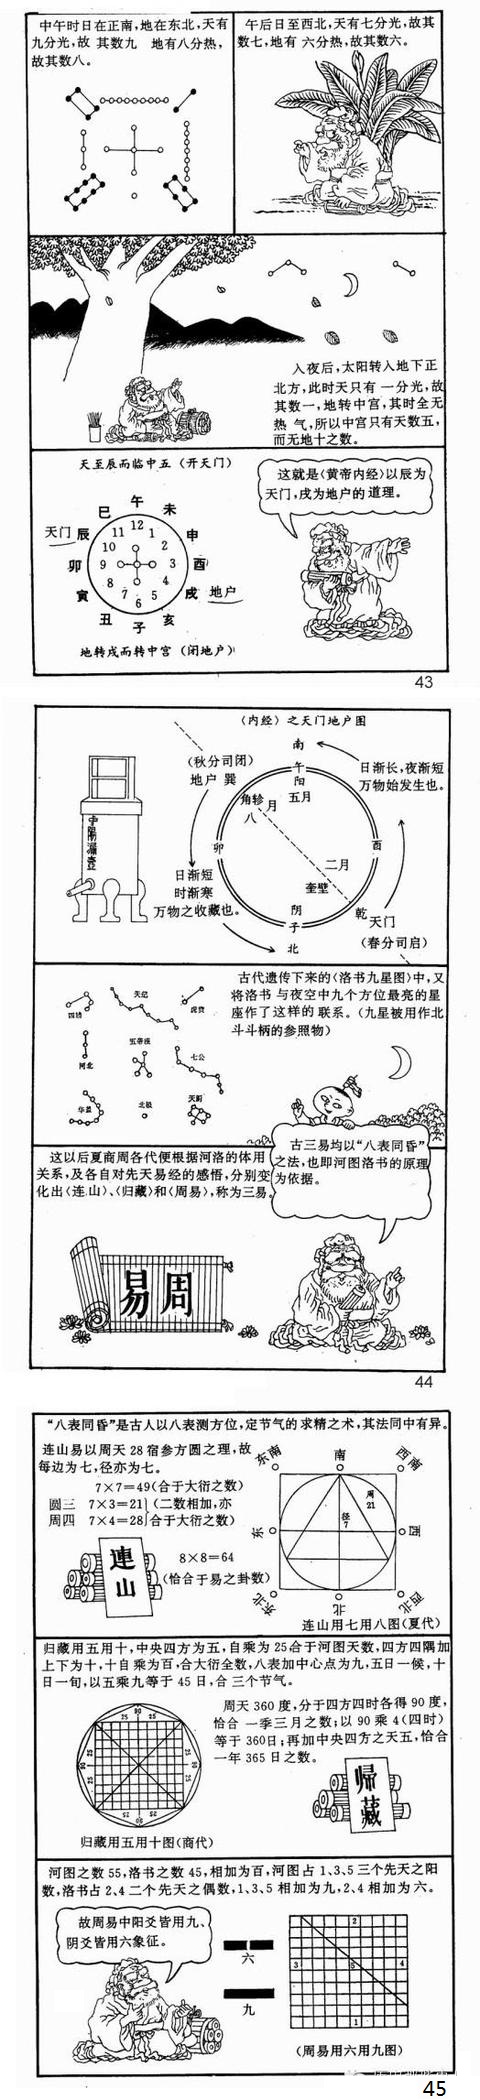 中午时日在正南,地在东北,天有
九分光,故 其数九 地有八分热,
故其数八。
午后日至西北,天有七分光,故其
数七,地有 六分热,故其数六。
入夜后,太阳转入地下正
北方,此时天只有 一分光,故
其数一,地转中宫,其时全无
热 气,所以中宫只有天数五,
而无地十之数。
天至辰而临中五(开天门)
午
巳 未
天门 辰 申
卯 酉
寅 戌 地户
丑 亥
子
12
11 1
10 2
9 3
8 4
7 5
6
地转戌而转中宫(闭地户)
这就是〈黄帝内经〉以辰为
天门,戌为地户的 道理。
43
〈内经〉之天门地户图
南
(秋分司闭)
地户 巽
午
阳
五月
角轸 月
八
卯
酉
二月
奎壁
阴
子
乾
北
日渐长,夜渐短
万物始发生也。
日渐短
时渐寒
万物之收藏也。
天门
(春分司启)
古代遗传下来的〈洛书九星图〉中,又
将洛书 与夜空中九个方位最亮的星
座作了这样的 联系。(九星被用作北
斗斗柄的参照物)
天纪
虎贲
河北
五帝座
七公
华盖
北极
天厨
这以后夏商周各代便根据河洛的体用
关系,及各自对先天易经的感悟,分别变
化出〈连山〉、〈归藏〉和〈周易〉,称为三易。
古三易均以“八表同昏”
之法,也即河图洛书的原理
为依据。
易周
44
“八表同昏”是古人以八表测方位,定节气的 求精之术,其法同中有异。
连山易以周天 28 宿参方圆之理,故
每边为七,径亦为七。
7×7=49(合于大衍之数)
圆三 7×3=21}(二数相加,亦
周四 7×4=28}合于大衍之数)
8×8=64
(恰合于易之卦数)
連山
东南 南 西南
周
21
径
7
东 西
东北 北 西北
连山用七用八图(夏代)
归藏用五用十,中央四方为五,自乘为 25合于河图天数,四方四隅加
上下为十,十自 乘为百,合大衍全数,八表加中心点为九,五日一候,十
日一旬,以五乘九等于 45 日,合 三个节气。
周天 360 度,分于四方四时各得 90 度,
恰合 一季三月之数;以 90 乘 4(四时)
等于 360日;再加中央四方之天五,恰合
一年 365 日之数。
90
25 25
90 90
25 25
90
歸藏
归藏用五用十图(商代)
河图之数 55,洛书之数 45,相加为百,河图占 1、3、5 三个先天之阳
数,洛书占 2、4 二个先天之偶数,1、3、5 相加为九,2、4 相加为 六。
故周易中阳爻皆用九、
阴爻皆用六象征。
六
九
2
3 5 4
1
(周易用六用九图)
45